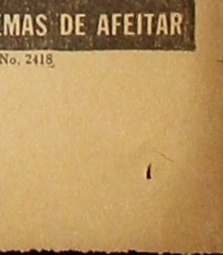 EMAS DE AFEITAR
No. 2418